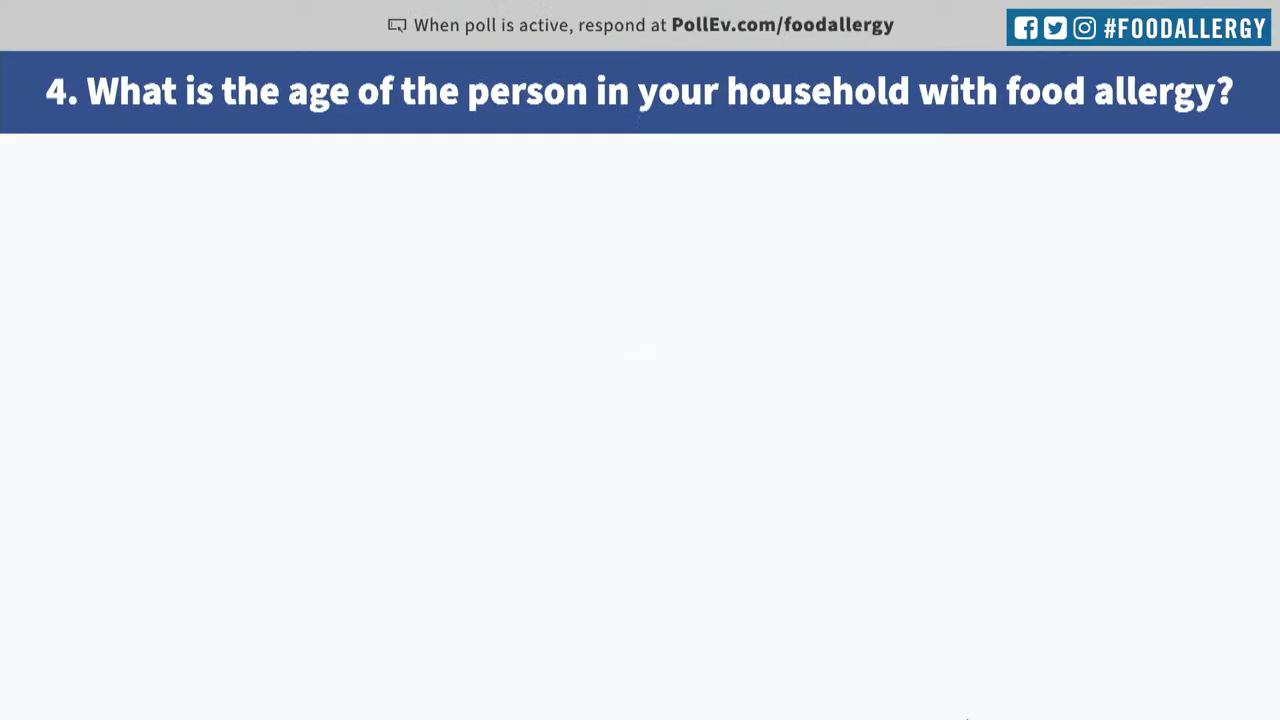 When poll is active, respond at PollEv.com/foodallergy
#FOODALLERGY
4. What is the age of the person in your household with food allergy?